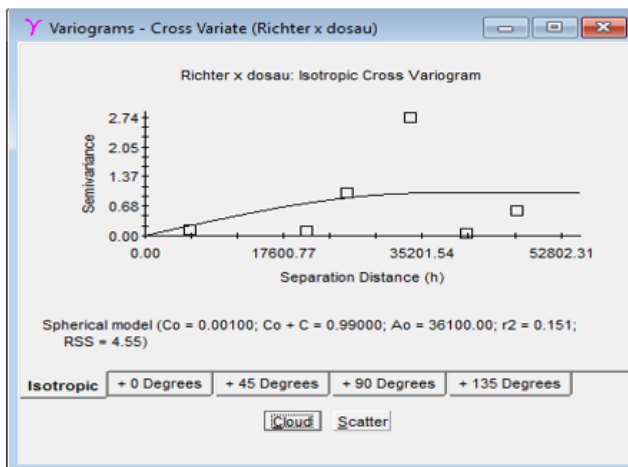 Variograms - Cross Variate (Richter x dosau)
Richter x dosau: Isotropic Cross Variogram
Semivariance
2.74
2.05
1.37
0.68
0.00
0.00 17600.77 35201.54 52802.31
Separation Distance (h)
Spherical model (Co = 0.00100; Co + C = 0.99000; Ao = 36100.00; r2 = 0.151;
RSS = 4.55)
Isotropic + 0 Degrees + 45 Degrees + 90 Degrees + 135 Degrees
Cloud Scatter